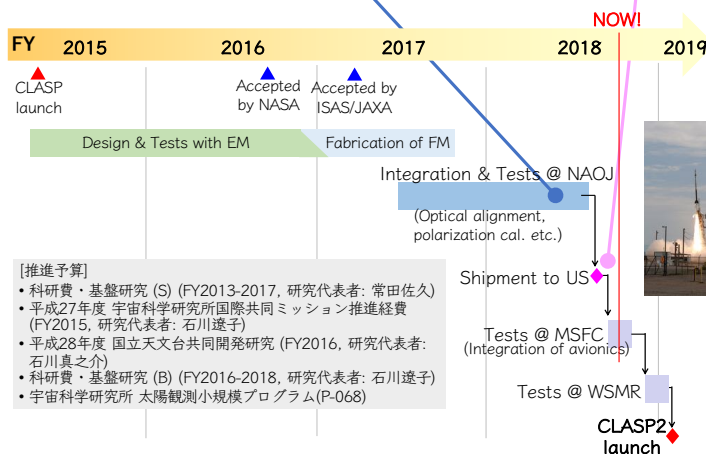 NOW!
FY 2015 2016 2017 2018 2019
CLASP
launch
Accepted
by NASA
Accepted by
ISAS/JAXA
Design & Tests with EM
Fabrication of FM
Integration & Tests @ NAOJ
(Optical alignment,
polarization cal. etc.)
Shipment to US
Tests @ MSFC
(Integration of avionics)
Tests @ WSMR
CLASP2
launch
[推進予算]
• 科研費・基盤研究 (S) (FY2013-2017, 研究代表者: 常田佐久)
• 平成27年度 宇宙科学研究所国際共同ミッション推進経費
(FY2015, 研究代表者: 石川遼子)
• 平成28年度 国立天文台共同開発研究 (FY2016, 研究代表者:
石川真之介)
• 科研費・基盤研究 (B) (FY2016-2018, 研究代表者: 石川遼子)
• 宇宙科学研究所 太陽観測小規模プログラム(P-068)